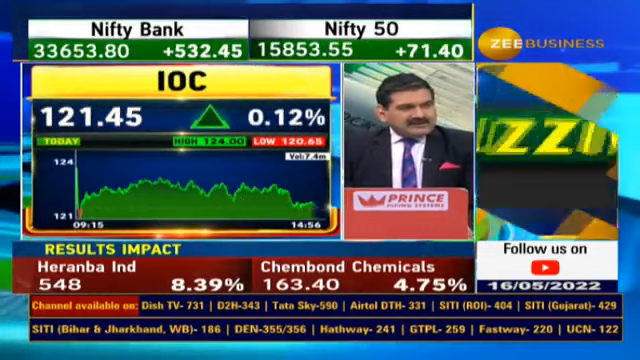 Nifty Bank
33653.80 +532.45
Nifty 50
15853.55 +71.40
ZEE BUSINESS
IOC
121.45 0.12%
TODAY HIGH 124.00 LOW 120.65
Vol:7.4m
124
121
09:15 14:56
PRINCE
PIPING SYSTEMS
RESULTS IMPACT
Heranba Ind
548 8.39%
Chembond Chemicals
163.40 4.75%
Follow us on
16/05/2022
Channel available on: Dish TV- 731 | D2H-343 | Tata Sky-590 | Airtel DTH- 331 | SITI (ROI)- 404 | SITI (Gujarat)- 429
SITI (Bihar & Jharkhand, WB)- 186 | DEN-355/356 | Hathway- 241 | GTPL- 259 | Fastway- 220 | UCN- 122